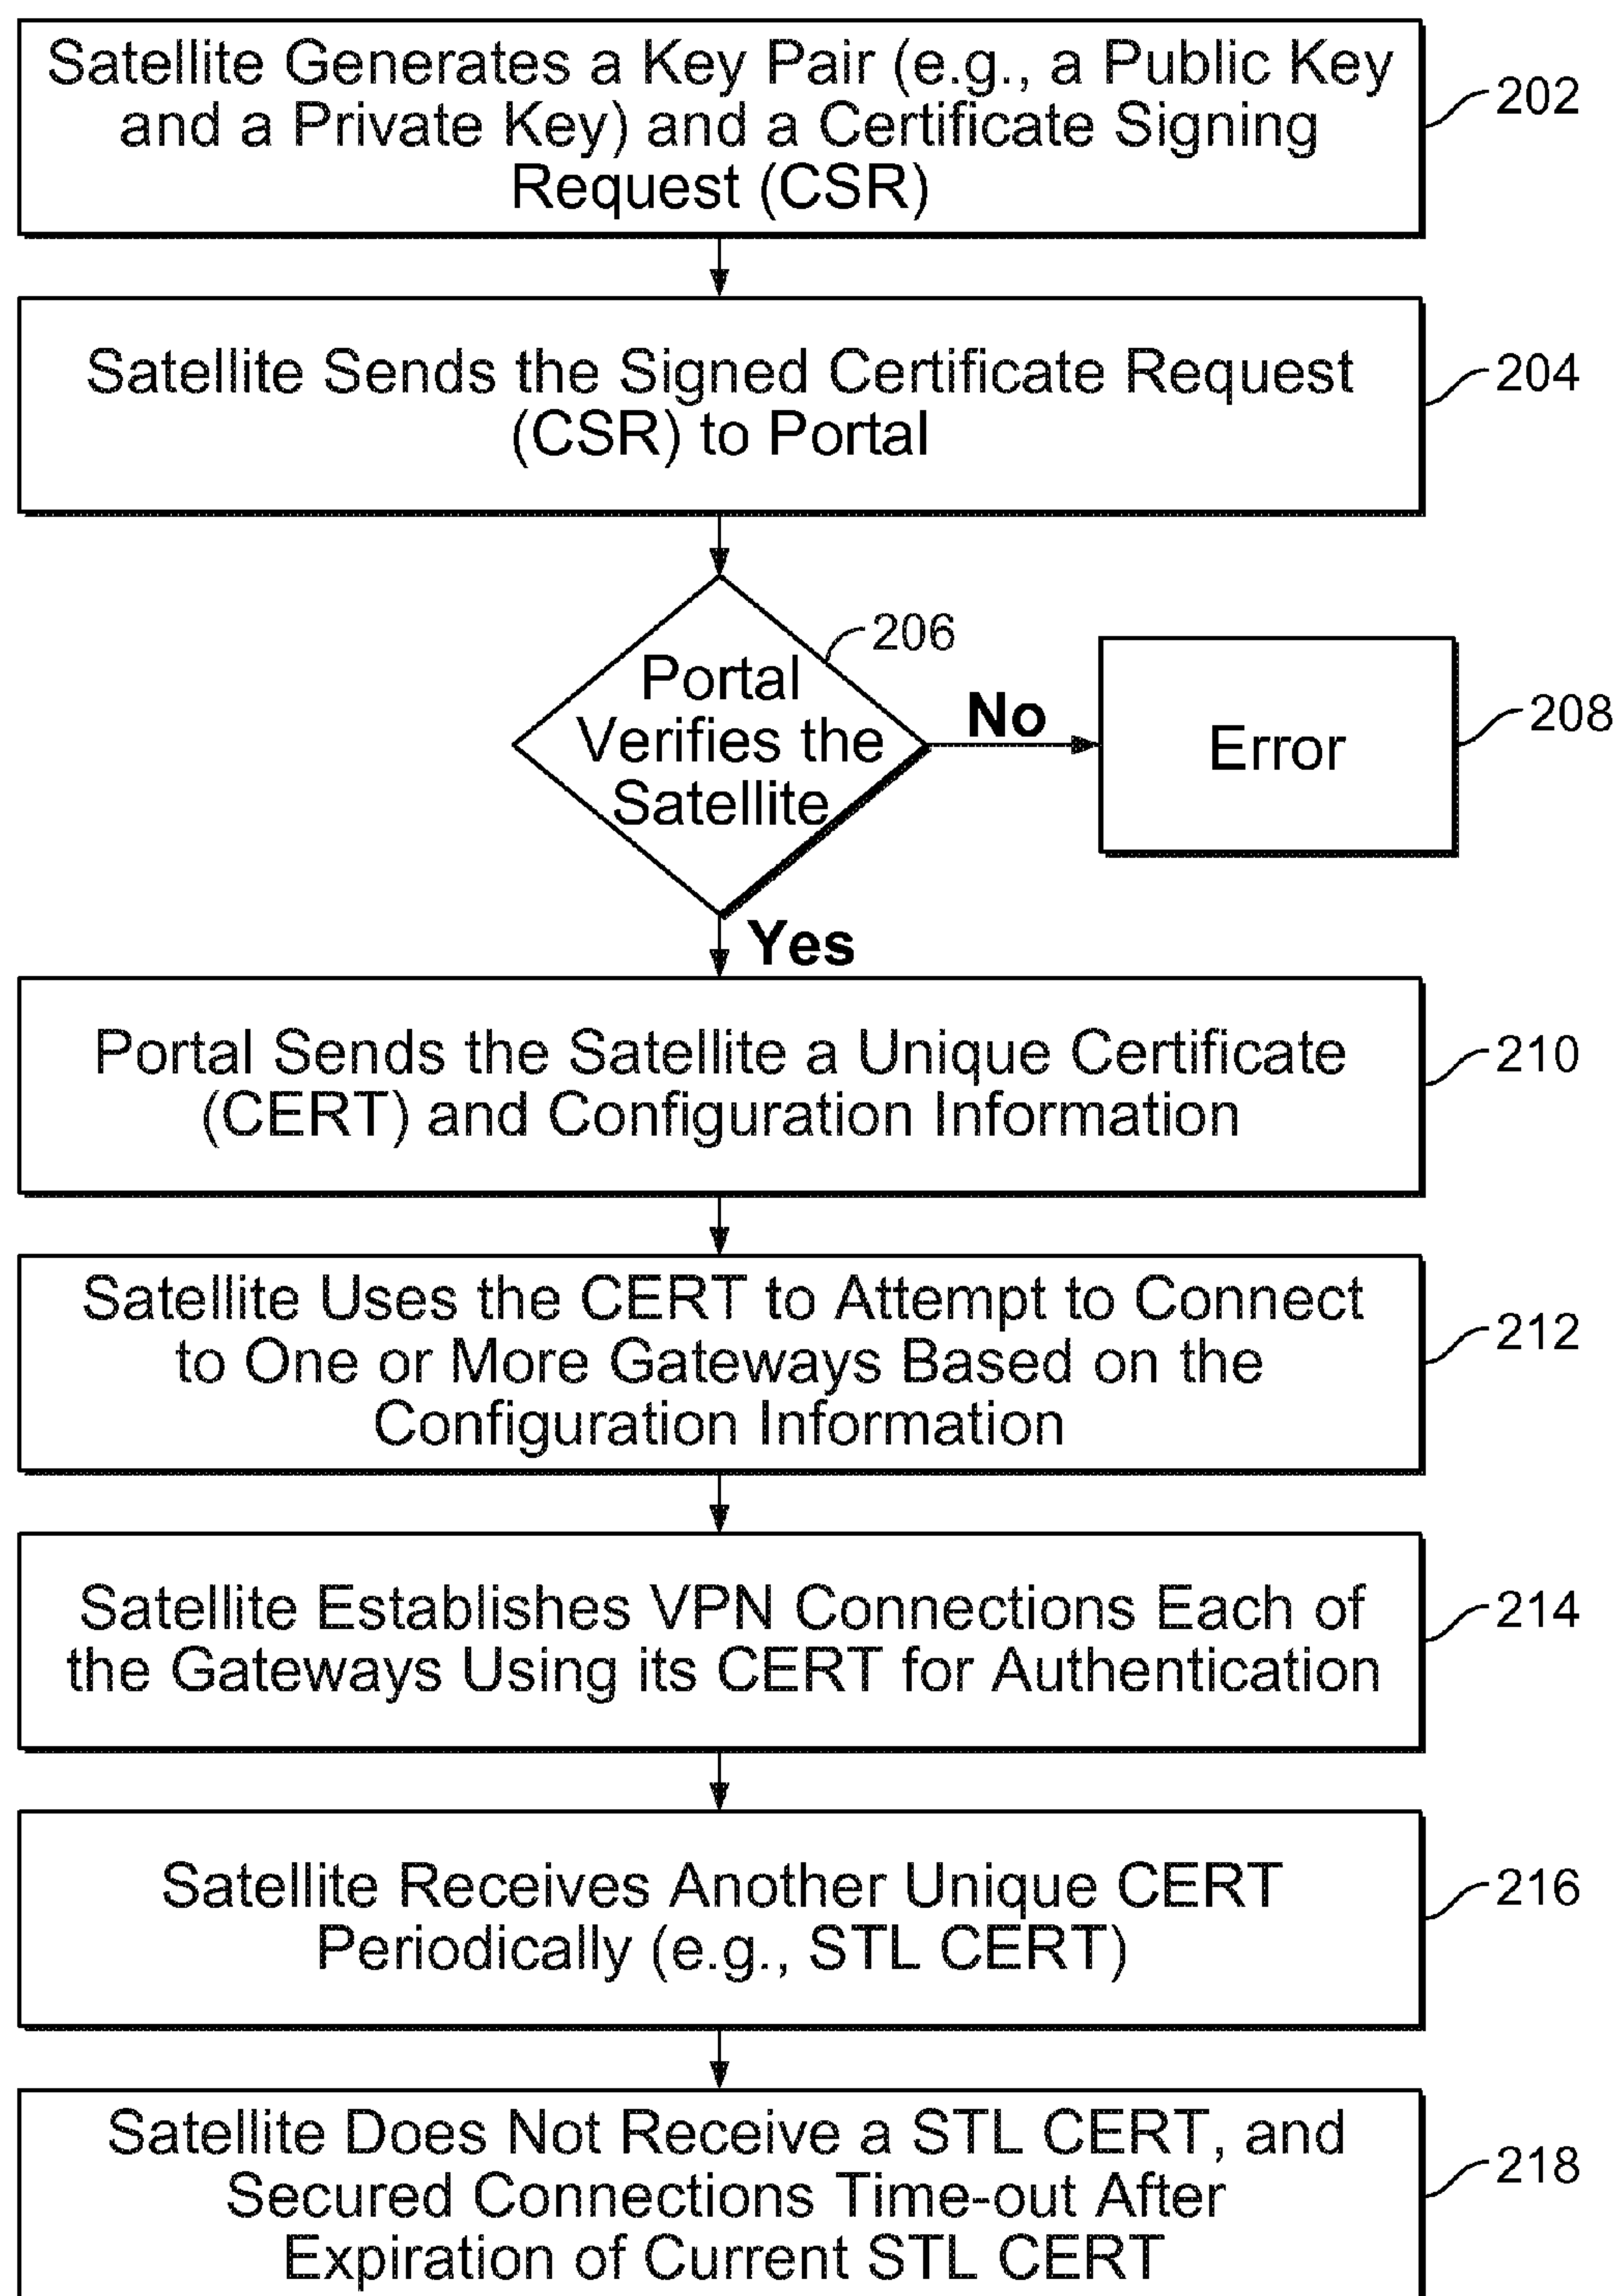 Satellite Generates a Key Pair (e.g., a Public Key
and a Private Key) and a Certificate Signing
Request (CSR)
202
Satellite Sends the Signed Certificate Request
(CSR) to Portal
204
206
Portal
Verifies the
Satellite
No
Error
208
Yes
Portal Sends the Satellite a Unique Certificate
(CERT) and Configuration Information
210
Satellite Uses the CERT to Attempt to Connect
to One or More Gateways Based on the
Configuration Information
212
Satellite Establishes VPN Connections Each of
the Gateways Using its CERT for Authentication
214
Satellite Receives Another Unique CERT
Periodically (e.g., STL CERT)
216
Satellite Does Not Receive a STL CERT, and
Secured Connections Time-out After
Expiration of Current STL CERT
218